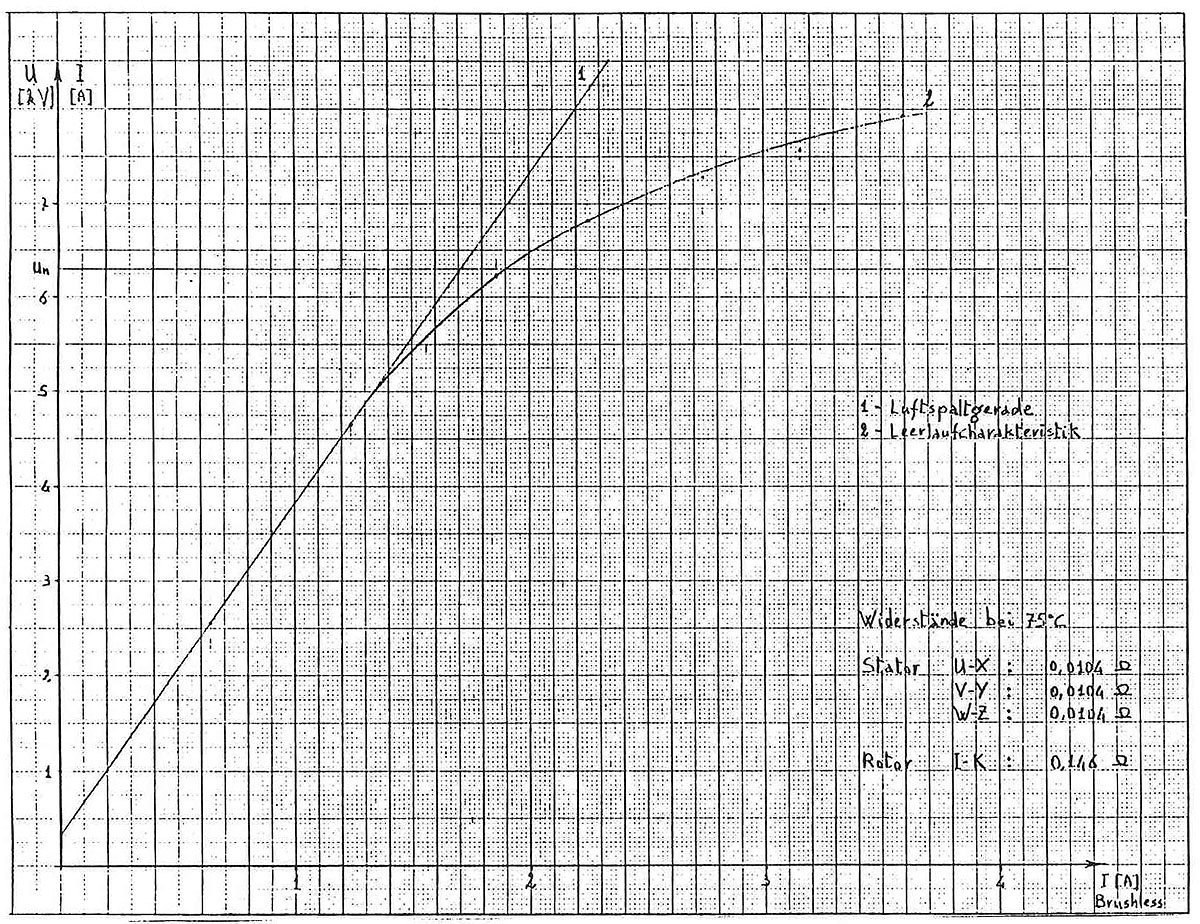 U I
[kV] [A]
1
2
7
Un
6
5
4
3
2
1
1 - Luftspaltgerade
2 - Leerlaufcharakteristik
Widerstände bei 75°C
Stator U-X : 0,0104 Ω
V-Y : 0,0104 Ω
W-Z : 0,0104 Ω
Rotor I-K : 0,146 Ω
1 2 3 4 I [A]
Brushless